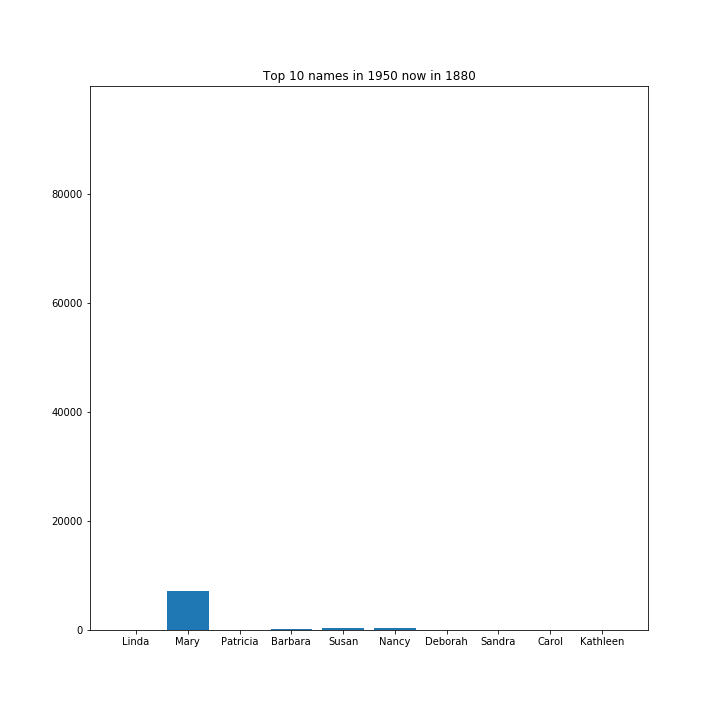 Top 10 names in 1950 now in 1880
80000
60000
40000
20000
0
Linda Mary Patricia Barbara Susan Nancy Deborah Sandra Carol Kathleen